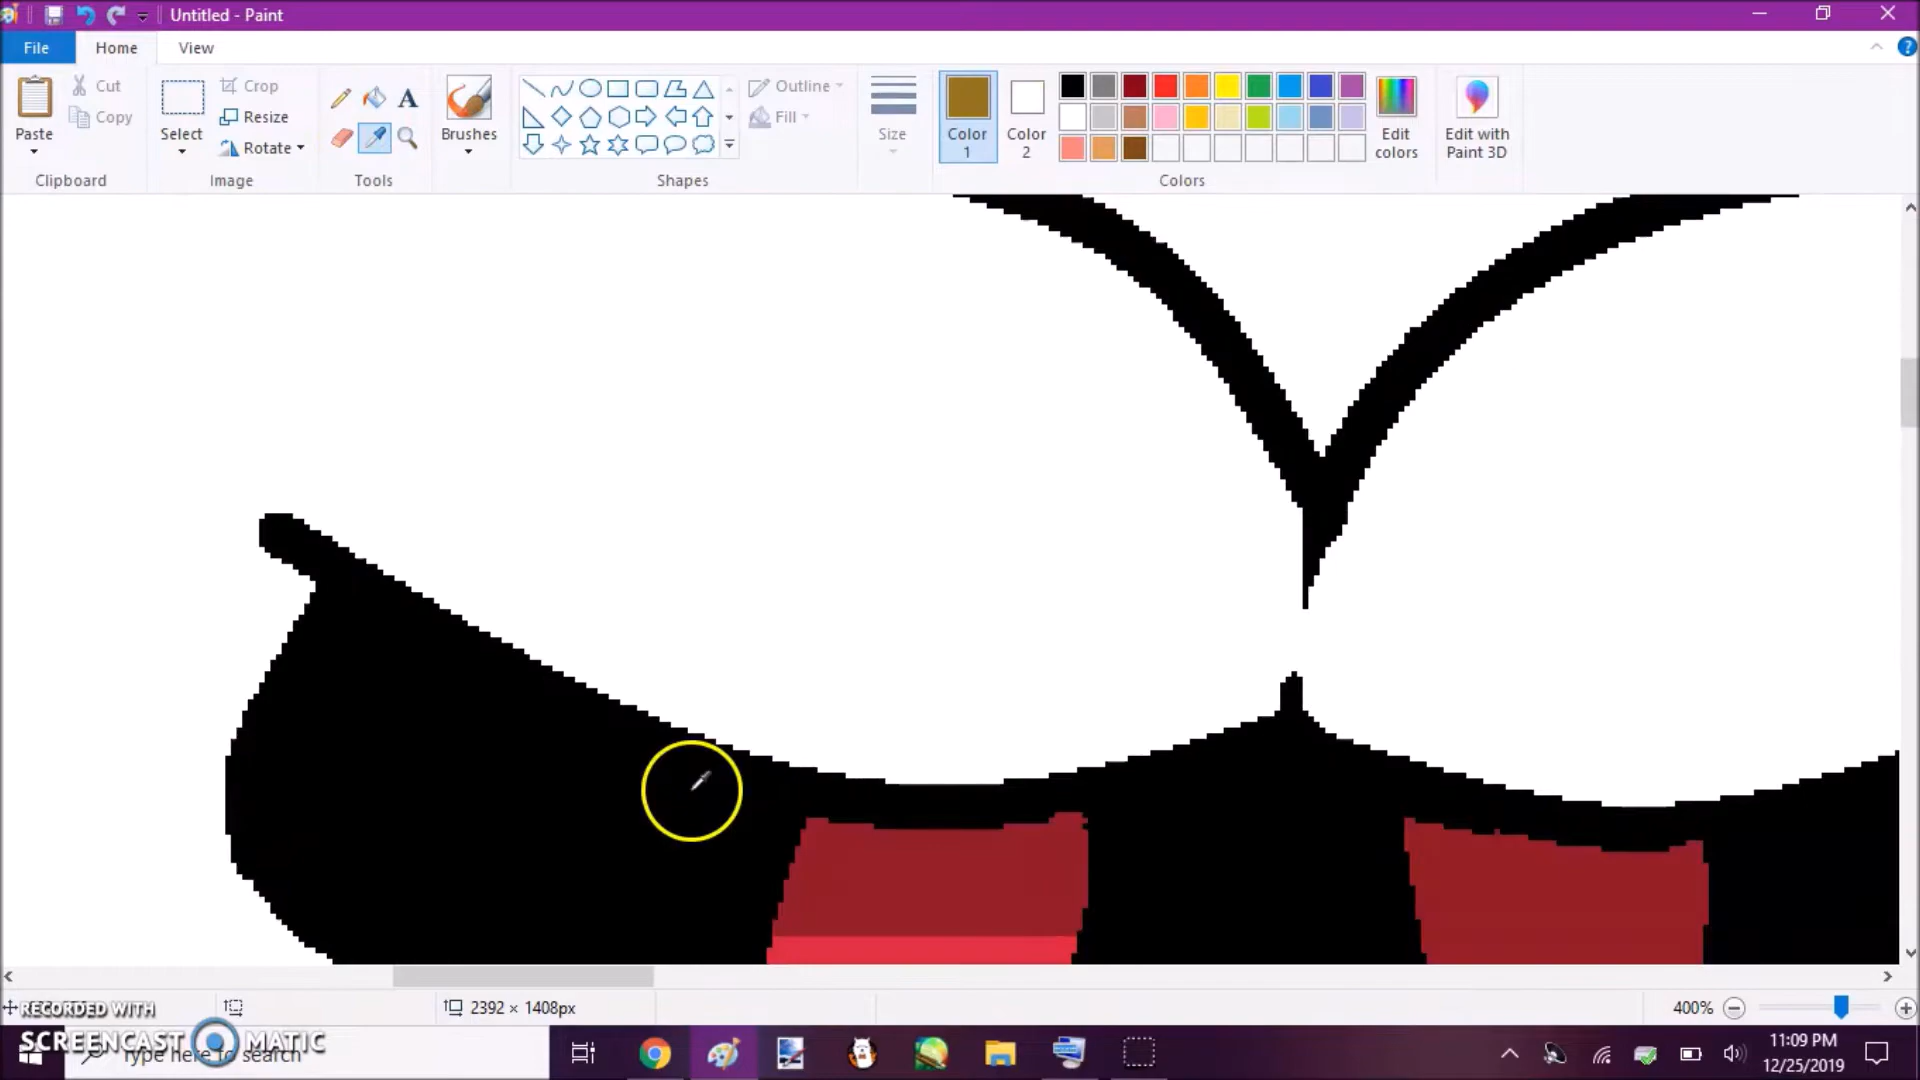 Untitled - Paint
File Home View
Paste
Cut
Copy
Clipboard
Select
Crop
Resize
Rotate
Image
Tools
Brushes
Shapes
Outline
Fill
Size
Color 1
Color 2
Edit colors
Edit with Paint 3D
Colors
2392 × 1408px
400%
RECORDED WITH
SCREENCAST MATIC
Type here to search
11:09 PM
12/25/2019